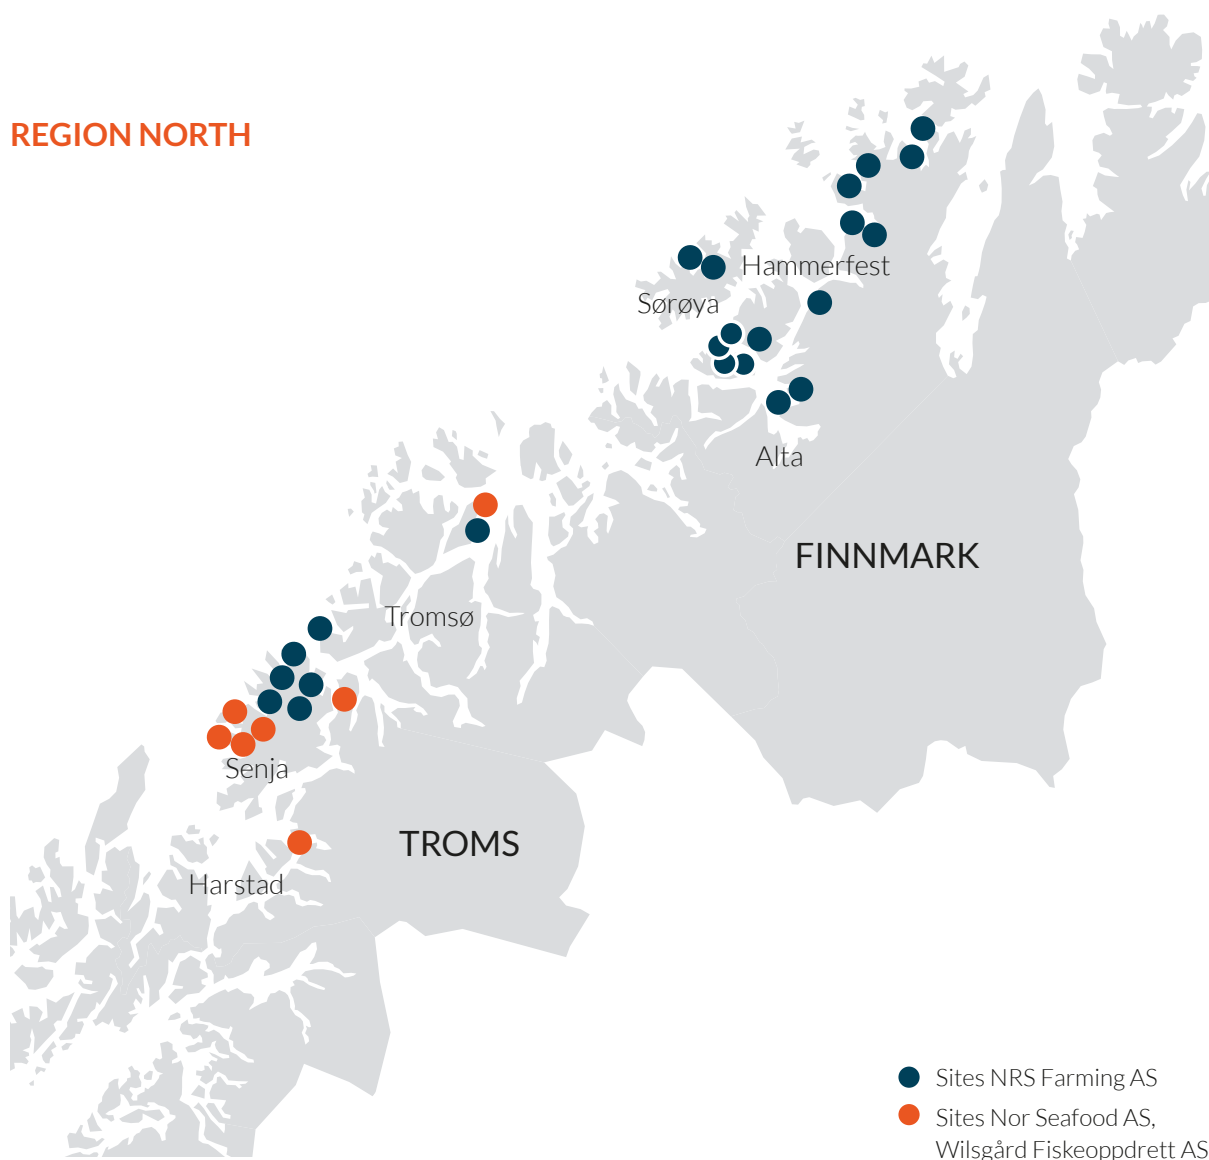 REGION NORTH
Hammerfest
Sørøya
Alta
FINNMARK
Tromsø
Senja
TROMS
Harstad
Sites NRS Farming AS
Sites Nor Seafood AS,
Wilsgård Fiskeoppdrett AS